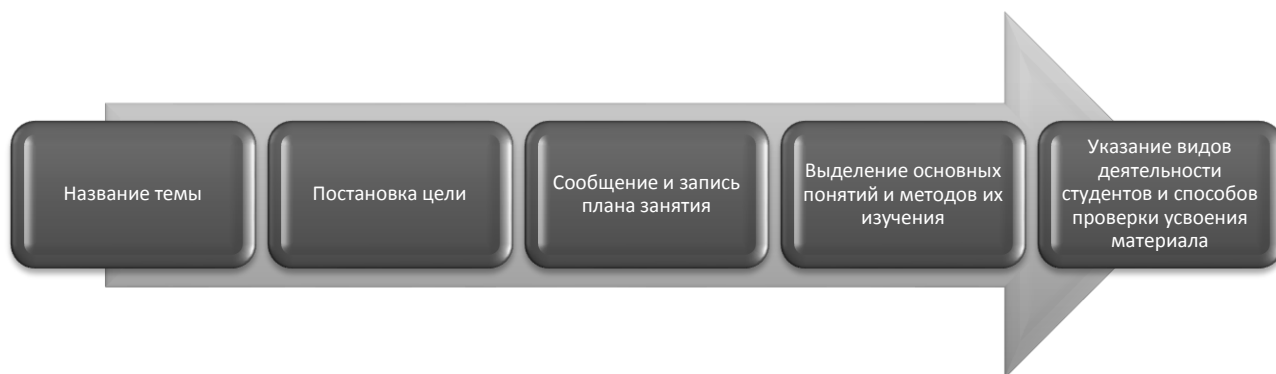 Название темы
Постановка цели
Сообщение и запись
плана занятия
Выделение основных
понятий и методов их
изучения
Указание видов
деятельности
студентов и способов
проверки усвоения
материала